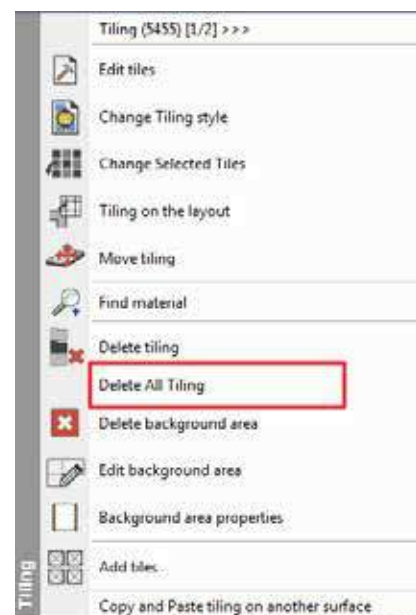 Tiling (5455) [1/2] >>>
Edit tiles
Change Tiling style
Change Selected Tiles
Tiling on the layout
Move tiling
Find material
Delete tiling
Delete All Tiling
Delete background area
Edit background area
Background area properties
Add tiles
Copy and Paste tiling on another surface
Tiling